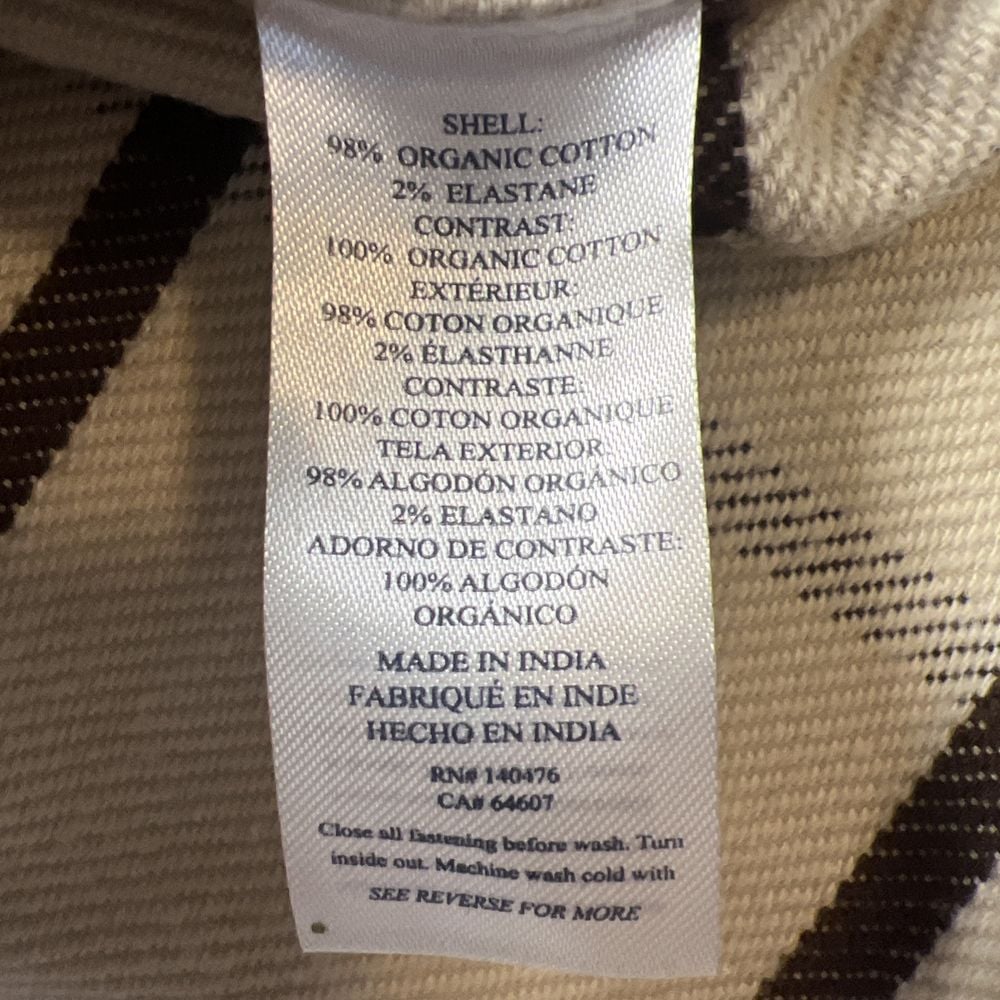 SHELL:
98% ORGANIC COTTON
2% ELASTANE
CONTRAST:
100% ORGANIC COTTON
EXTÉRIEUR:
98% COTON ORGANIQUE
2% ÉLASTHANNE
CONTRASTE:
100% COTON ORGANIQUE
TELA EXTERIOR:
98% ALGODÓN ORGÁNICO
2% ELASTANO
ADORNO DE CONTRASTE:
100% ALGODÓN
ORGÁNICO
MADE IN INDIA
FABRIQUÉ EN INDE
HECHO EN INDIA
RN# 140476
CA# 64607
Close all fastening before wash. Turn
inside out. Machine wash cold with
SEE REVERSE FOR MORE